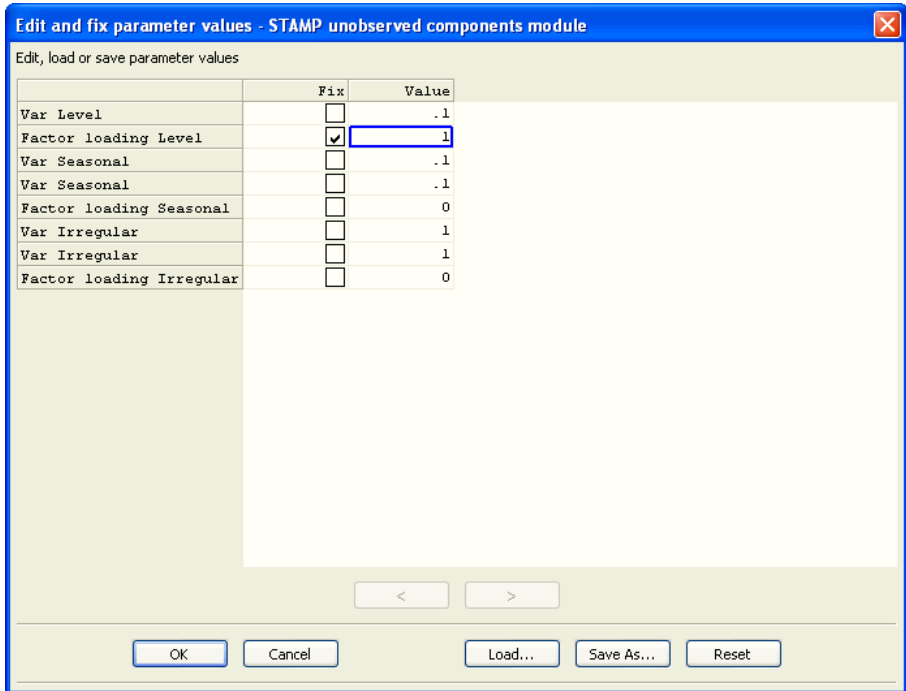 Edit and fix parameter values - STAMP unobserved components module
Edit, load or save parameter values
Fix Value
Var Level .1
Factor loading Level 1
Var Seasonal .1
Var Seasonal .1
Factor loading Seasonal 0
Var Irregular 1
Var Irregular 1
Factor loading Irregular 0
< >
OK Cancel Load... Save As... Reset